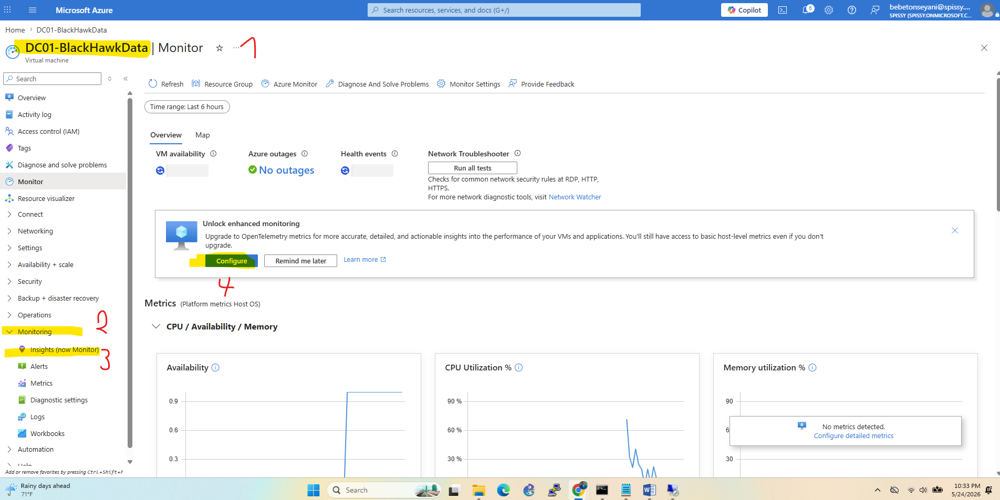 Microsoft Azure
Search resources, services, and docs (G+/)
Copilot
6
bebetonseyani@spissy....
SPISSY (SPISSY.ONMICROSOFT.C...
Home > DC01-BlackHawkData
DC01-BlackHawkData | Monitor
...
1
Virtual machine
Search
Overview
Activity log
Access control (IAM)
Tags
Diagnose and solve problems
Monitor
Resource visualizer
Connect
Networking
Settings
Availability + scale
Security
Backup + disaster recovery
Operations
2
Monitoring
Insights (now Monitor)
3
Alerts
Metrics
Diagnostic settings
Logs
Workbooks
Automation
Help
Add or remove favorites by pressing Ctrl+Shift+F
Refresh
Resource Group
Azure Monitor
Diagnose And Solve Problems
Monitor Settings
Provide Feedback
Time range: Last 6 hours
Overview
Map
VM availability
Azure outages
No outages
Health events
Network Troubleshooter
Run all tests
Checks for common network security rules at RDP, HTTP,
HTTPS.
For more network diagnostic tools, visit Network Watcher
Unlock enhanced monitoring
Upgrade to OpenTelemetry metrics for more accurate, detailed, and actionable insights into the performance of your VMs and applications. You'll still have access to basic host-level metrics even if you don't
upgrade.
Configure
Remind me later
Learn more
4
Metrics (Platform metrics Host OS)
CPU / Availability / Memory
Availability
0.9
0.6
0.3
CPU Utilization %
90 %
60 %
30 %
Memory utilization %
90
6
30
No metrics detected.
Configure detailed metrics
Rainy days ahead
71°F
Search
10:33 PM
5/24/2026